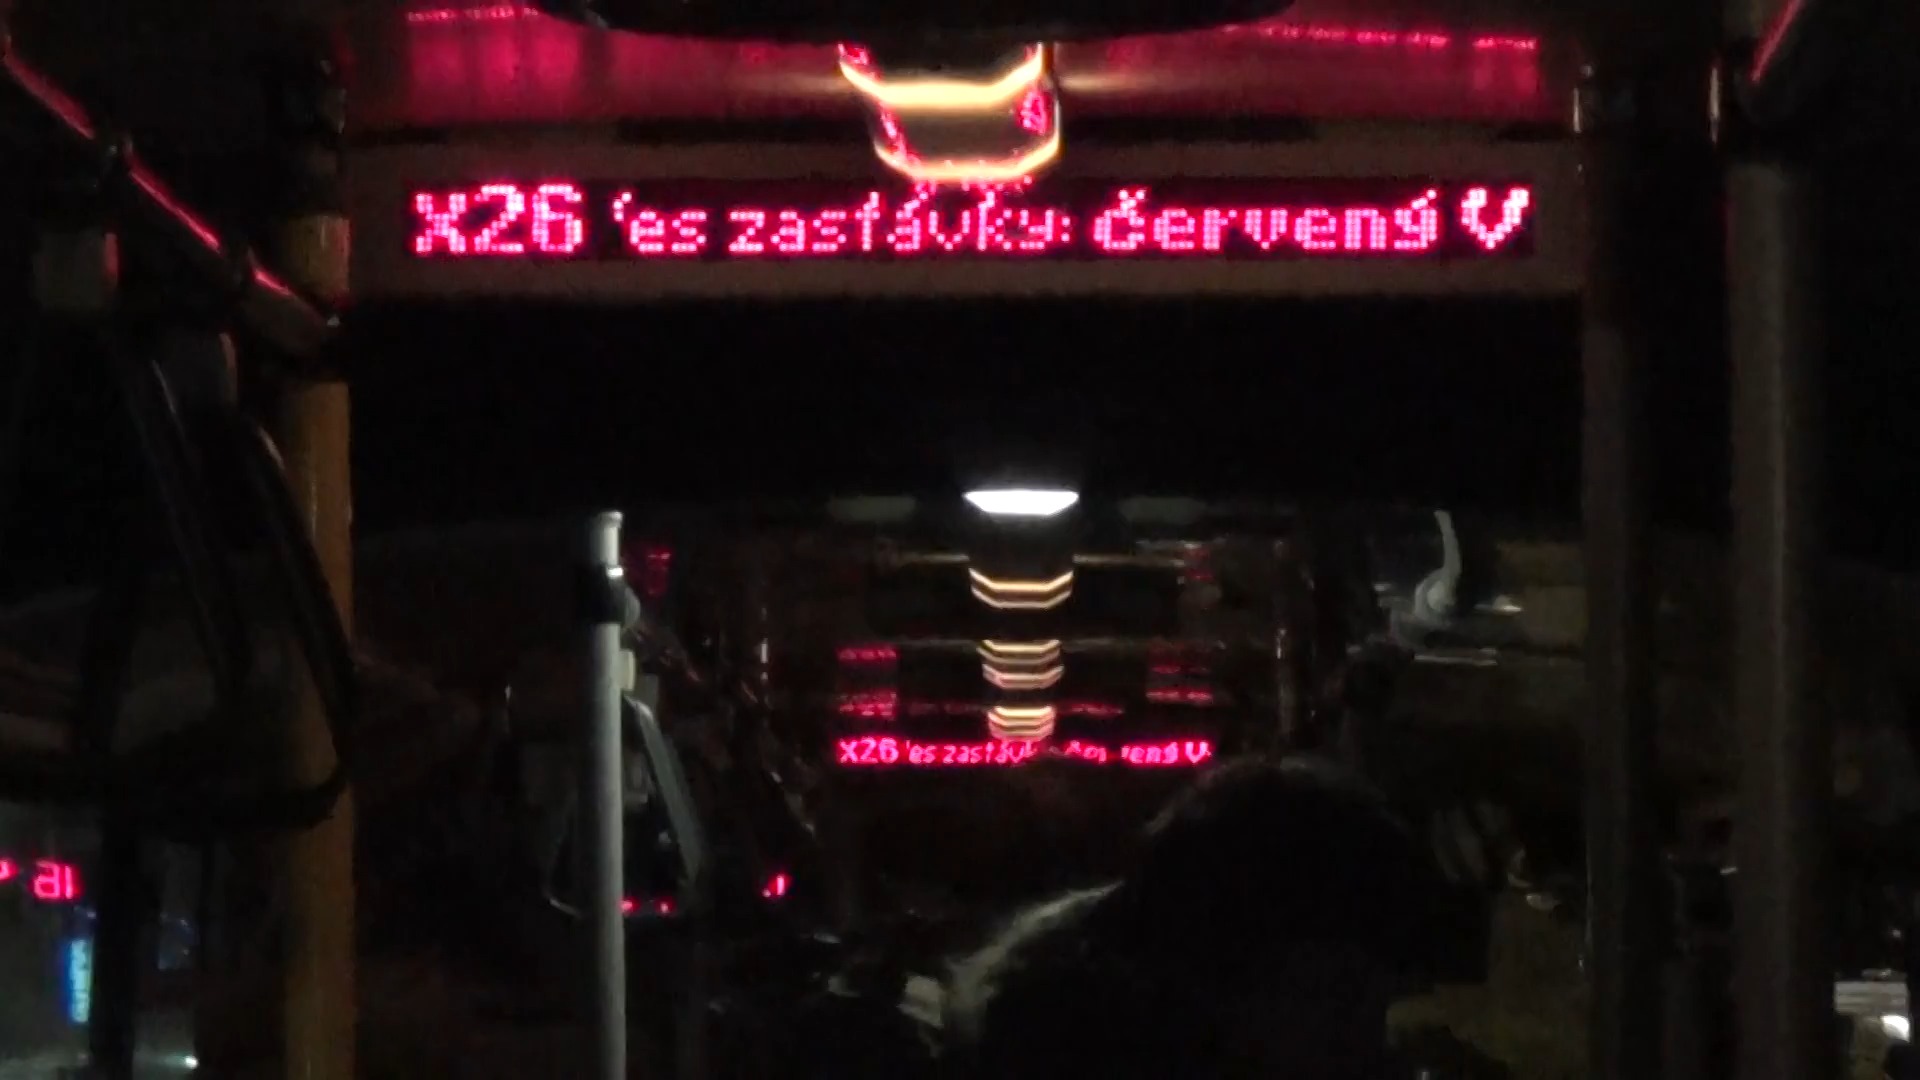 X26 'es zastávky: červený V
X26 'es zastávk červený V